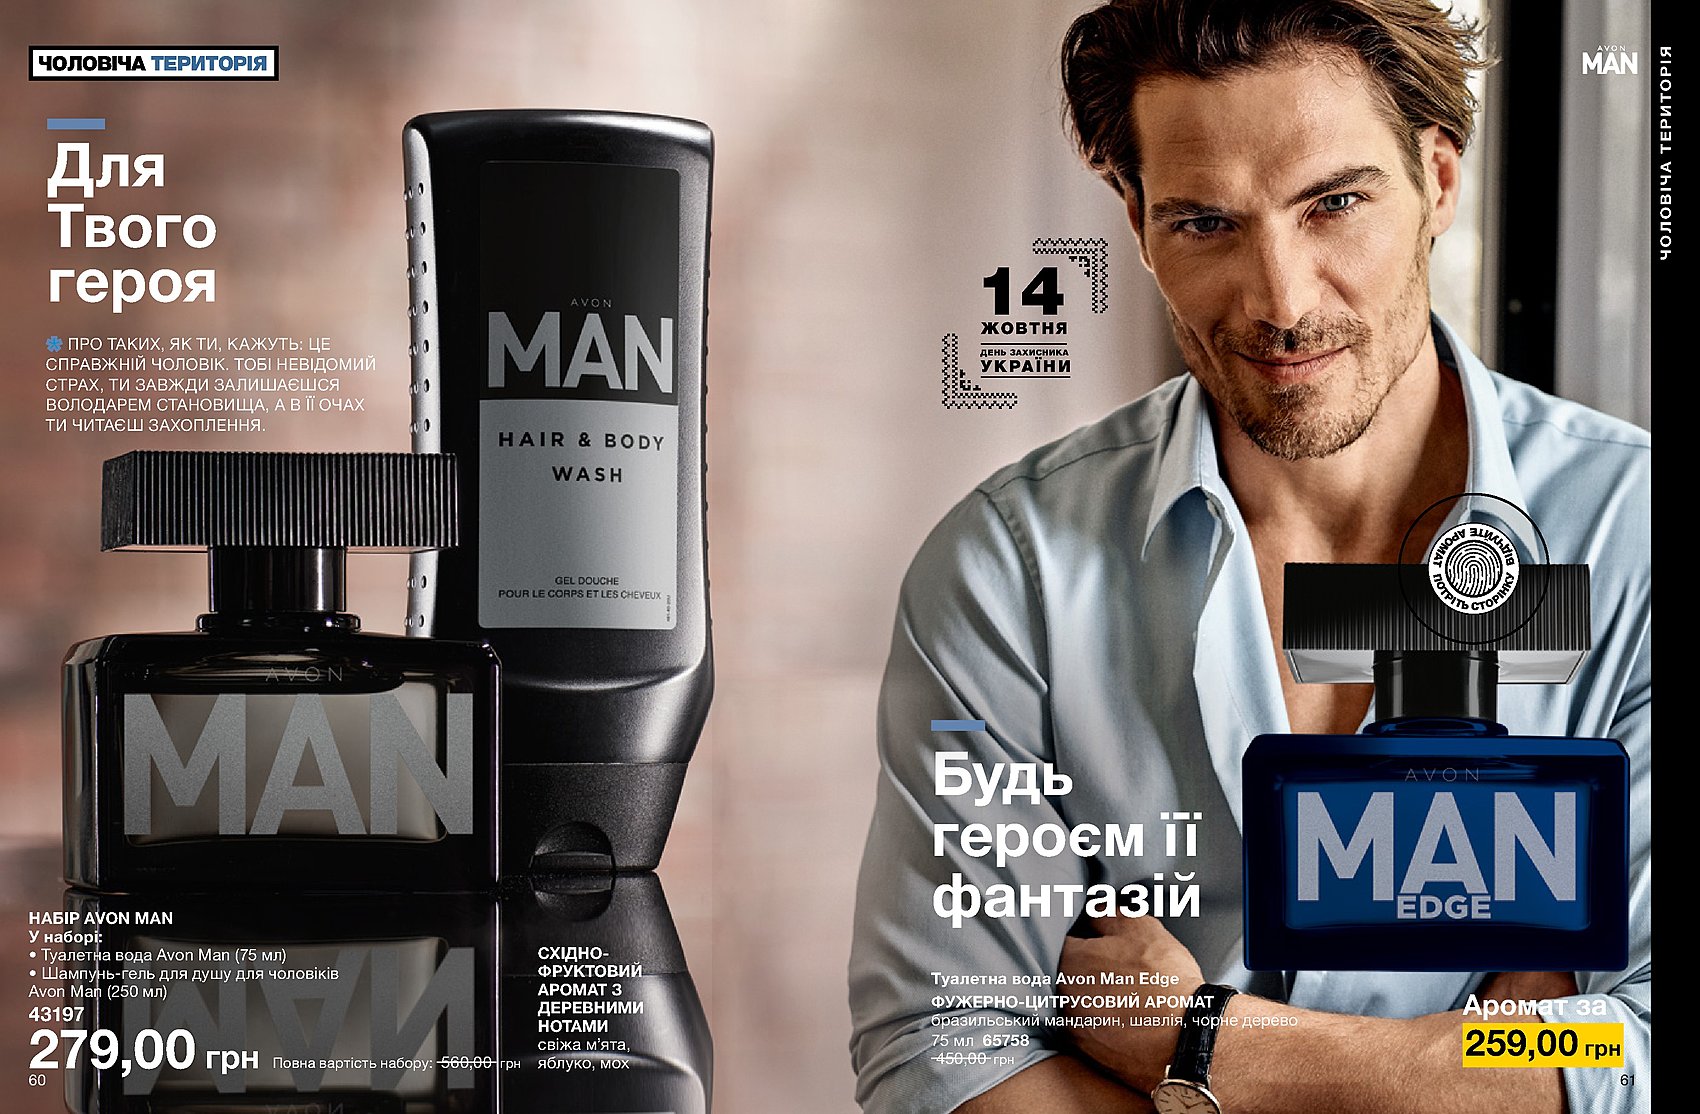 ЧОЛОВІЧА ТЕРИТОРІЯ
Для
Твого
героя
ПРО ТАКИХ, ЯК ТИ, КАЖУТЬ: ЦЕ
СПРАВЖНІЙ ЧОЛОВІК. ТОБІ НЕВІДОМИЙ
СТРАХ, ТИ ЗАВЖДИ ЗАЛИШАЄШСЯ
ВОЛОДАРЕМ СТАНОВИЩА, А В ЇЇ ОЧАХ
ТИ ЧИТАЄШ ЗАХОПЛЕННЯ.
AVON
MAN
HAIR & BODY
WASH
GEL DOUCHE
POUR LE CORPS ET LES CHEVEUX
AVON
MAN
НАБІР AVON MAN
У наборі:
• Туалетна вода Avon Man (75 мл)
• Шампунь-гель для душу для чоловіків
Avon Man (250 мл)
43197
279,00 грн
Повна вартість набору: 560,00 грн
60
СХІДНО-
ФРУКТОВИЙ
АРОМАТ З
ДЕРЕВНИМИ
НОТАМИ
свіжа м'ята,
яблуко, мох
AVON
MAN
ЧОЛОВІЧА ТЕРИТОРІЯ
14
ЖОВТНЯ
ДЕНЬ ЗАХИСНИКА
УКРАЇНИ
ПОТРІТЬ СТОРІНКУ
ВІДЧУЙТЕ АРОМАТ
Будь
героєм її
фантазій
AVON
MAN
EDGE
Туалетна вода Avon Man Edge
ФУЖЕРНО-ЦИТРУСОВИЙ АРОМАТ
бразильський мандарин, шавлія, чорне дерево
75 мл 65758
450,00 грн
Аромат за
259,00 грн
61